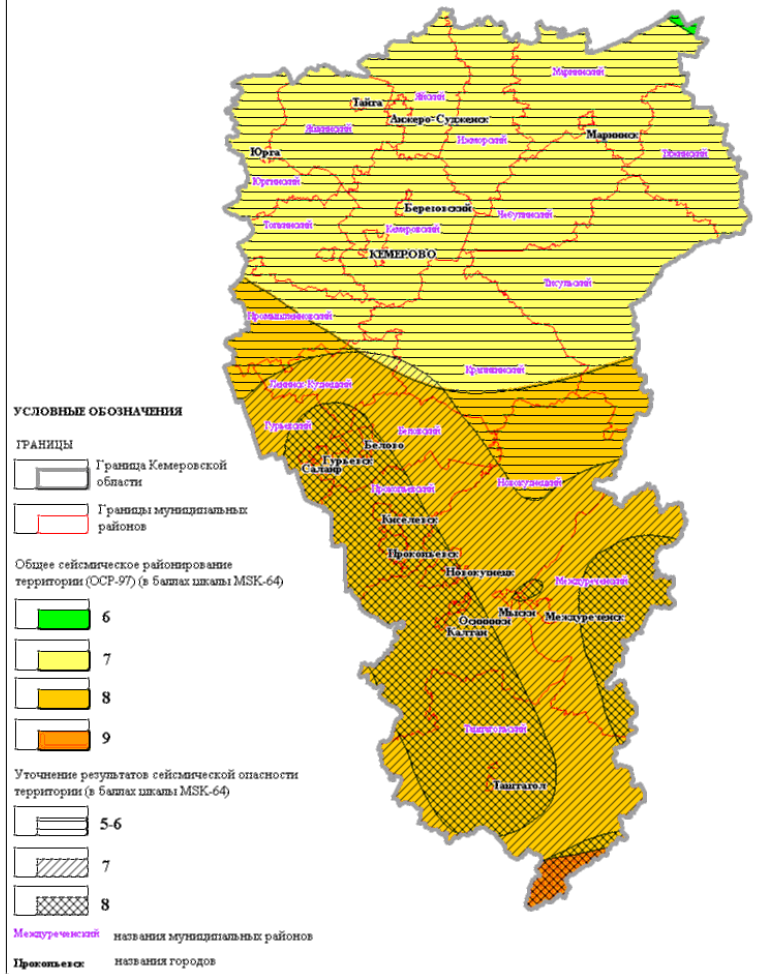 Мариинский
Яйский
Тайга
Анжеро-Судженск
Яшкинский
Ижморский
Мариинск
Юрга
Тяжинский
Юргинский
Березовский
Чебулинский
Топкинский
Кемеровский
КЕМЕРОВО
Тисульский
Промышленновский
Крапивинский
Ленинск-Кузнецкий
УСЛОВНЫЕ ОБОЗНАЧЕНИЯ
Гурьевский
Беловский
Белово
ГРАНИЦЫ
Гурьевск
Салаир
Граница Кемеровской
области
Прокопьевский
Новокузнецкий
Границы муниципальных
районов
Киселевск
Прокопьевск
Общее сейсмическое районирование
территории (ОСР-97) (в баллах шкалы MSK-64)
Новокузнецк
Междуреченский
6
Мыски
Междуреченск
Осинники
Калтан
7
8
9
Таштагольский
Уточнение результатов сейсмической опасности
территории (в баллах шкалы MSK-64)
Таштагол
5-6
7
8
Междуреченский названия муниципальных районов
Прокопьевск названия городов